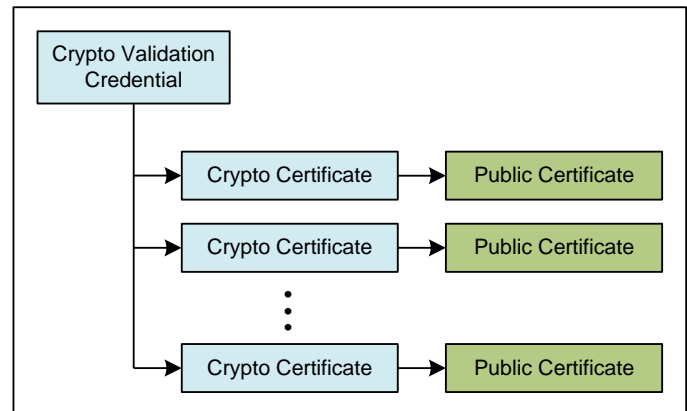 Crypto Validation
Credential
Crypto Certificate
Public Certificate
Crypto Certificate
Public Certificate
Crypto Certificate
Public Certificate